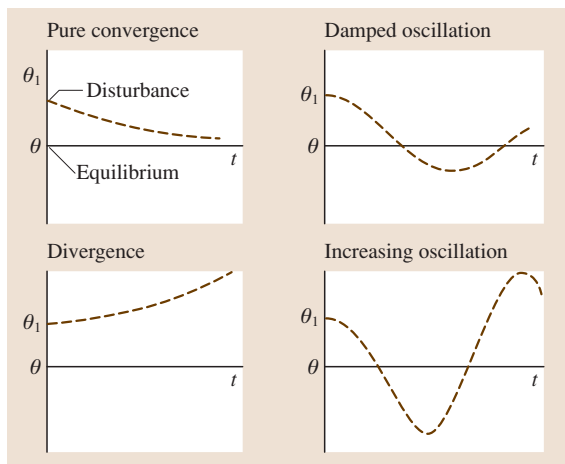 Pure convergence
θ1
Disturbance
θ
t
Equilibrium
Damped oscillation
θ1
θ
t
Divergence
θ1
θ
t
Increasing oscillation
θ1
θ
t